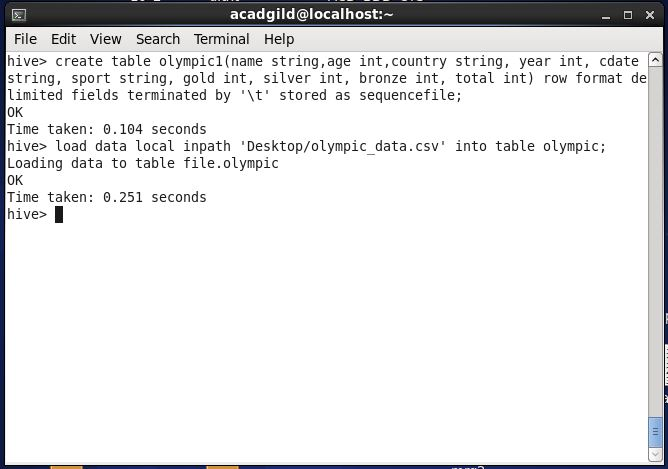 acadgild@localhost:~
File Edit View Search Terminal Help
hive> create table olympic1(name string,age int,country string, year int, cdate
string, sport string, gold int, silver int, bronze int, total int) row format de
limited fields terminated by '\t' stored as sequencefile;
OK
Time taken: 0.104 seconds
hive> load data local inpath 'Desktop/olympic_data.csv' into table olympic;
Loading data to table file.olympic
OK
Time taken: 0.251 seconds
hive>